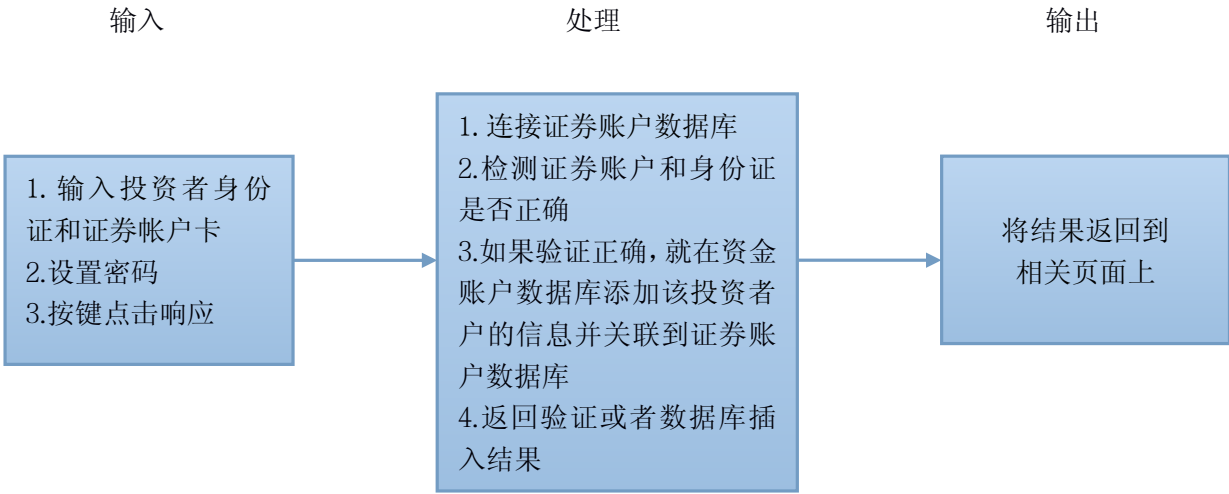 输入
处理
输出
1. 输入投资者身份
证和证券帐户卡
2.设置密码
3.按键点击响应
1. 连接证券账户数据库
2.检测证券账户和身份证
是否正确
3.如果验证正确，就在资金
账户数据库添加该投资者
户的信息并关联到证券账
户数据库
4.返回验证或者数据库插
入结果
将结果返回到
相关页面上